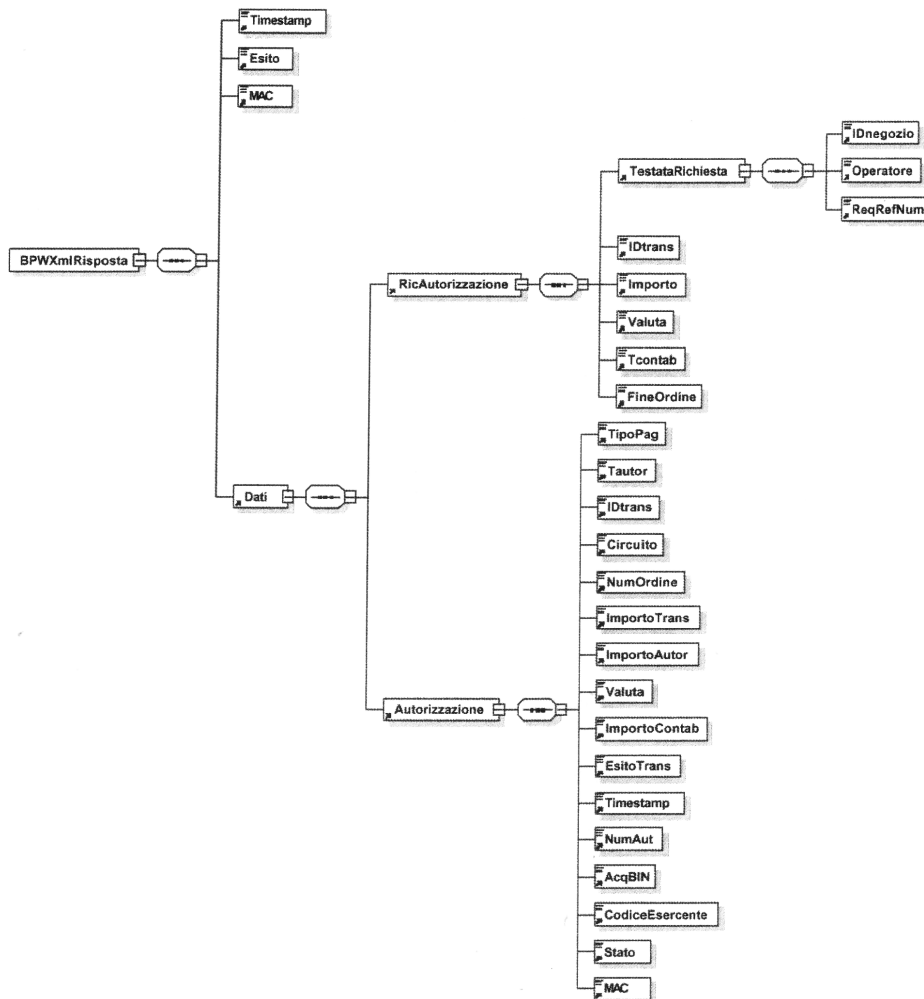 Timestamp
Esito
MAC
BPWXmlRisposta
Dati
RicAutorizzazione
TestataRichiesta
IDnegozio
Operatore
ReqRefNum
IDtrans
Importo
Valuta
Tcontab
FineOrdine
Autorizzazione
TipoPag
Tautor
IDtrans
Circuito
NumOrdine
ImportoTrans
ImportoAutor
Valuta
ImportoContab
EsitoTrans
Timestamp
NumAut
AcqBIN
CodiceEsercente
Stato
MAC